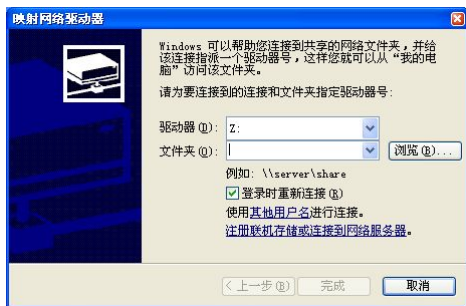 映射网络驱动器
Windows 可以帮助您连接到共享的网络文件夹，并给
该连接指派一个驱动器号，这样您就可以从“我的电
脑”访问该文件夹。
请为要连接到的连接和文件夹指定驱动器号：
驱动器(D)： Z:
文件夹(O)： 浏览(B)...
例如：\\server\share
登录时重新连接(R)
使用其他用户名进行连接。
注册联机存储或连接到网络服务器。
<上一步(B) 完成 取消